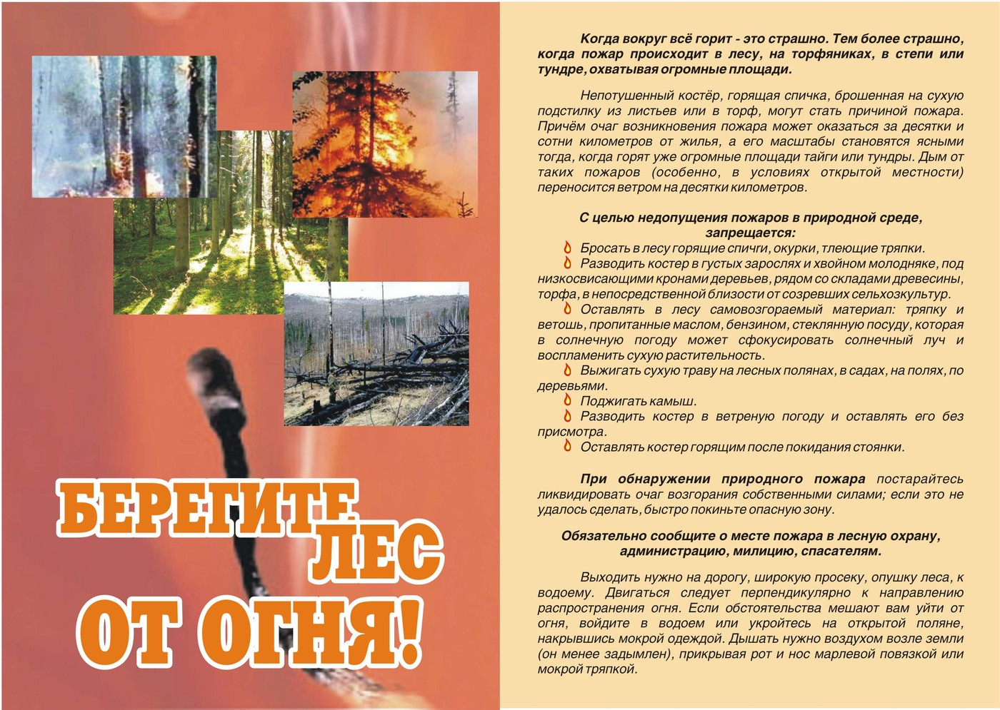 БЕРЕГИТЕ
ЛЕС
ОТ ОГНЯ!
Когда вокруг всё горит - это страшно. Тем более страшно,
когда пожар происходит в лесу, на торфяниках, в степи или
тундре, охватывая огромные площади.
Непотушенный костёр, горящая спичка, брошенная на сухую
подстилку из листьев или в торф, могут стать причиной пожара.
Причём очаг возникновения пожара может оказаться за десятки и
сотни километров от жилья, а его масштабы становятся ясными
тогда, когда горят уже огромные площади тайги или тундры. Дым от
таких пожаров (особенно, в условиях открытой местности)
переносится ветром на десятки километров.
С целью недопущения пожаров в природной среде,
запрещается:
Бросать в лесу горящие спичги, окурки, тлеющие тряпки.
Разводить костер в густых зарослях и хвойном молодняке, под
низкосвисающими кронами деревьев, рядом со складами древесины,
торфа, в непосредственной близости от созревших сельхозкультур.
Оставлять в лесу самовозгораемый материал: тряпку и
ветошь, пропитанные маслом, бензином, стеклянную посуду, которая
в солнечную погоду может сфокусировать солнечный луч и
воспламенить сухую растительность.
Выжигать сухую траву на лесных полянах, в садах, на полях, по
деревьями.
Поджигать камыш.
Разводить костер в ветреную погоду и оставлять его без
присмотра.
Оставлять костер горящим после покидания стоянки.
При обнаружении природного пожара постарайтесь
ликвидировать очаг возгорания собственными силами; если это не
удалось сделать, быстро покиньте опасную зону.
Обязательно сообщите о месте пожара в лесную охрану,
администрацию, милицию, спасателям.
Выходить нужно на дорогу, широкую просеку, опушку леса, к
водоему. Двигаться следует перпендикулярно к направлению
распространения огня. Если обстоятельства мешают вам уйти от
огня, войдите в водоем или укройтесь на открытой поляне,
накрывшись мокрой одеждой. Дышать нужно воздухом возле земли
(он менее задымлен), прикрывая рот и нос марлевой повязкой или
мокрой тряпкой.